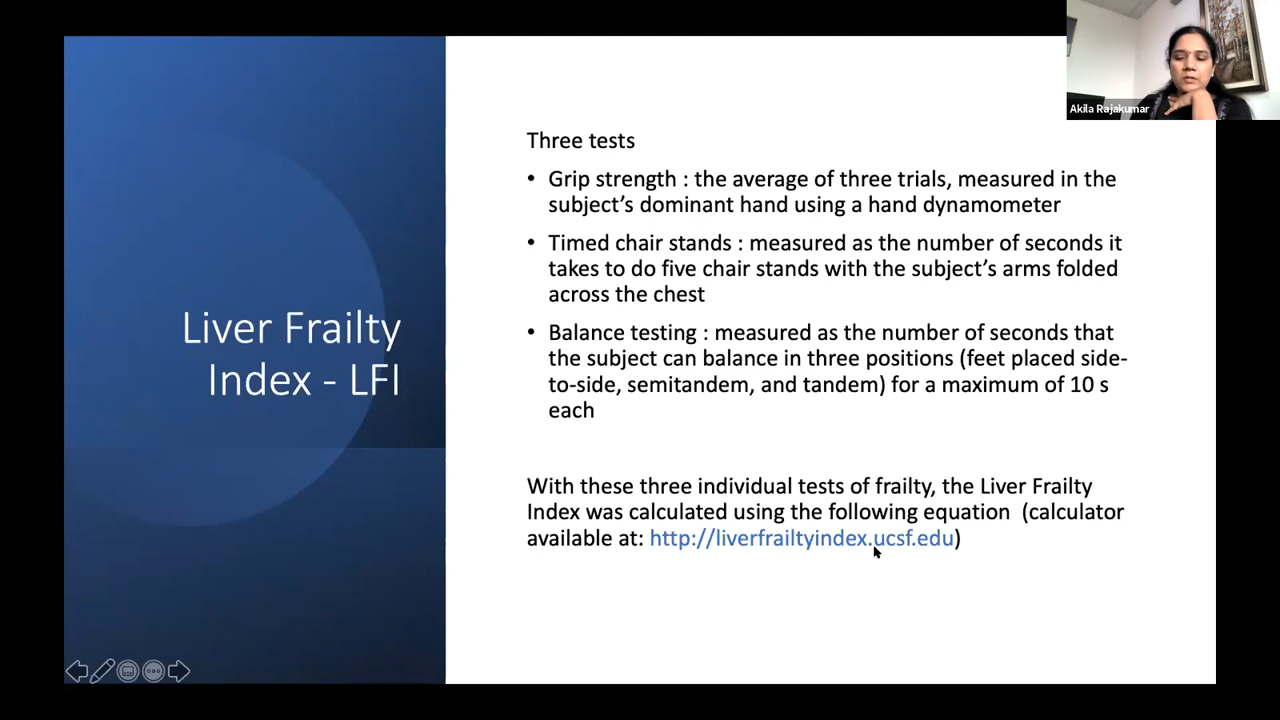 Akila Rajakumar
Liver Frailty
Index - LFI
Three tests
• Grip strength : the average of three trials, measured in the
subject’s dominant hand using a hand dynamometer
• Timed chair stands : measured as the number of seconds it
takes to do five chair stands with the subject’s arms folded
across the chest
• Balance testing : measured as the number of seconds that
the subject can balance in three positions (feet placed side-
to-side, semitandem, and tandem) for a maximum of 10 s
each
With these three individual tests of frailty, the Liver Frailty
Index was calculated using the following equation  (calculator
available at: http://liverfrailtyindex.ucsf.edu)